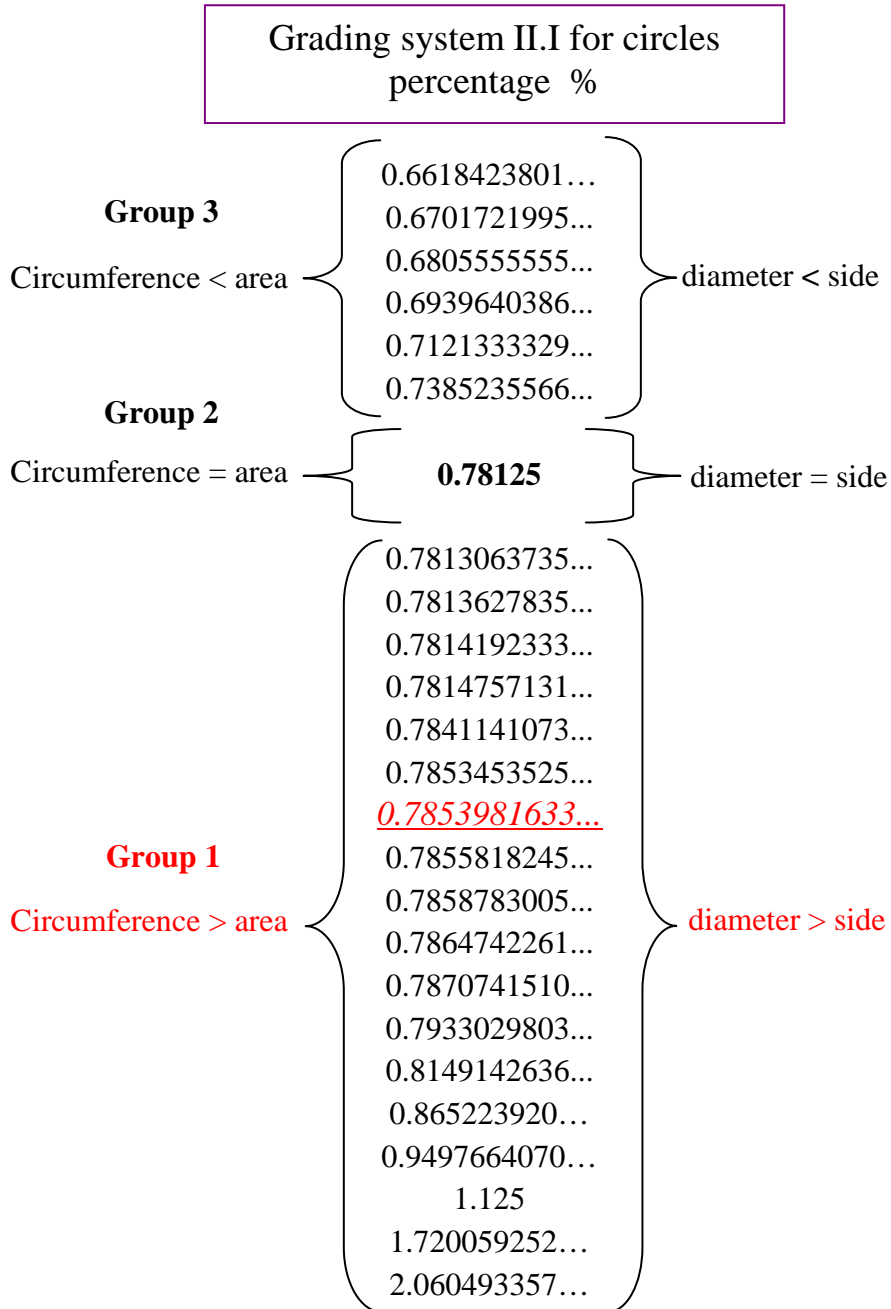 Grading system II.I for circles
percentage %
0.6618423801…
Group 3
0.6701721995...
0.6805555555...
Circumference < area
diameter < side
0.6939640386...
0.7121333329...
0.7385235566...
Group 2
Circumference = area
0.78125
diameter = side
0.7813063735...
0.7813627835...
0.7814192333...
0.7814757131...
0.7841141073...
0.7853453525...
0.7853981633...
Group 1
0.7855818245...
0.7858783005...
Circumference > area
diameter > side
0.7864742261...
0.7870741510...
0.7933029803...
0.8149142636...
0.865223920…
0.9497664070…
1.125
1.720059252…
2.060493357…